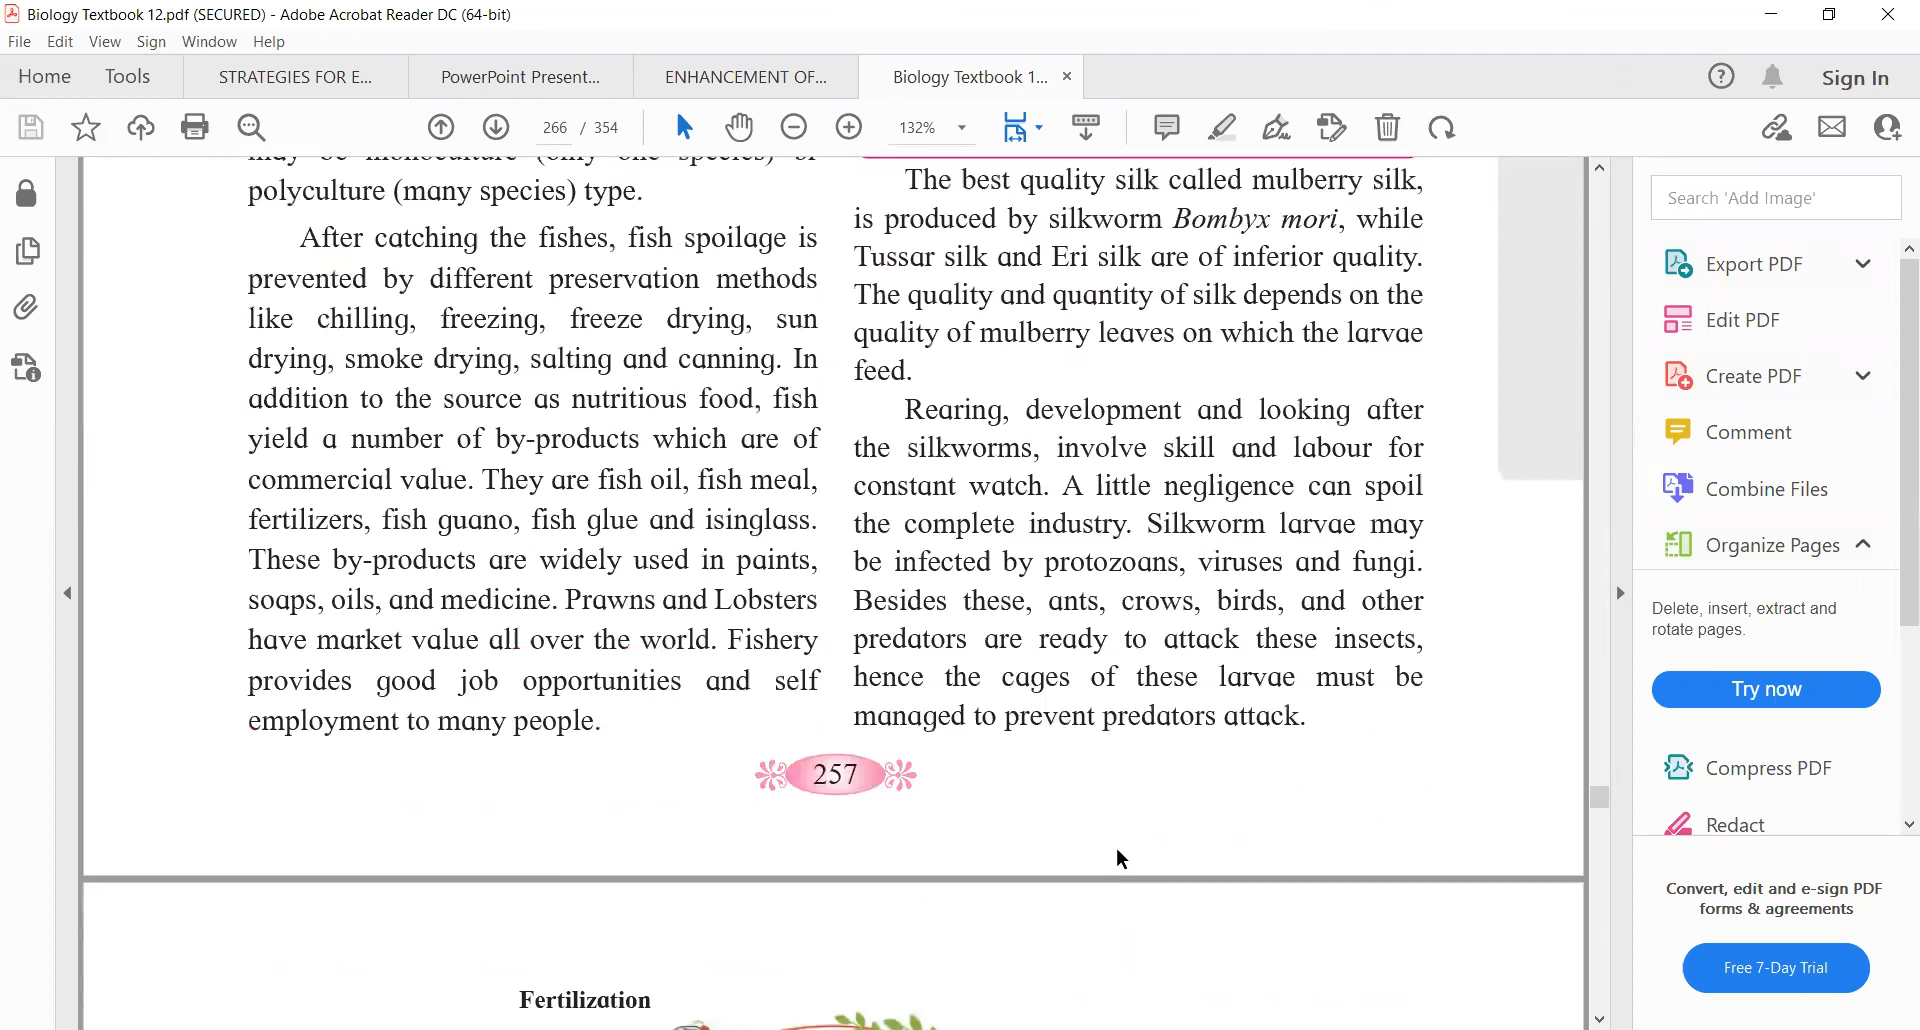 Biology Textbook 12.pdf (SECURED) - Adobe Acrobat Reader DC (64-bit)
File Edit View Sign Window Help
Home Tools STRATEGIES FOR E... PowerPoint Present... ENHANCEMENT OF... Biology Textbook 1... × Sign In
266 / 354 132%
may be monoculture (only one species) or
polyculture (many species) type.
After catching the fishes, fish spoilage is
prevented by different preservation methods
like chilling, freezing, freeze drying, sun
drying, smoke drying, salting and canning. In
addition to the source as nutritious food, fish
yield a number of by-products which are of
commercial value. They are fish oil, fish meal,
fertilizers, fish guano, fish glue and isinglass.
These by-products are widely used in paints,
soaps, oils, and medicine. Prawns and Lobsters
have market value all over the world. Fishery
provides good job opportunities and self
employment to many people.
The best quality silk called mulberry silk,
is produced by silkworm Bombyx mori, while
Tussar silk and Eri silk are of inferior quality.
The quality and quantity of silk depends on the
quality of mulberry leaves on which the larvae
feed.
Rearing, development and looking after
the silkworms, involve skill and labour for
constant watch. A little negligence can spoil
the complete industry. Silkworm larvae may
be infected by protozoans, viruses and fungi.
Besides these, ants, crows, birds, and other
predators are ready to attack these insects,
hence the cages of these larvae must be
managed to prevent predators attack.
257
Fertilization
Search 'Add Image'
Export PDF
Edit PDF
Create PDF
Comment
Combine Files
Organize Pages
Delete, insert, extract and
rotate pages.
Try now
Compress PDF
Redact
Convert, edit and e-sign PDF
forms & agreements
Free 7-Day Trial